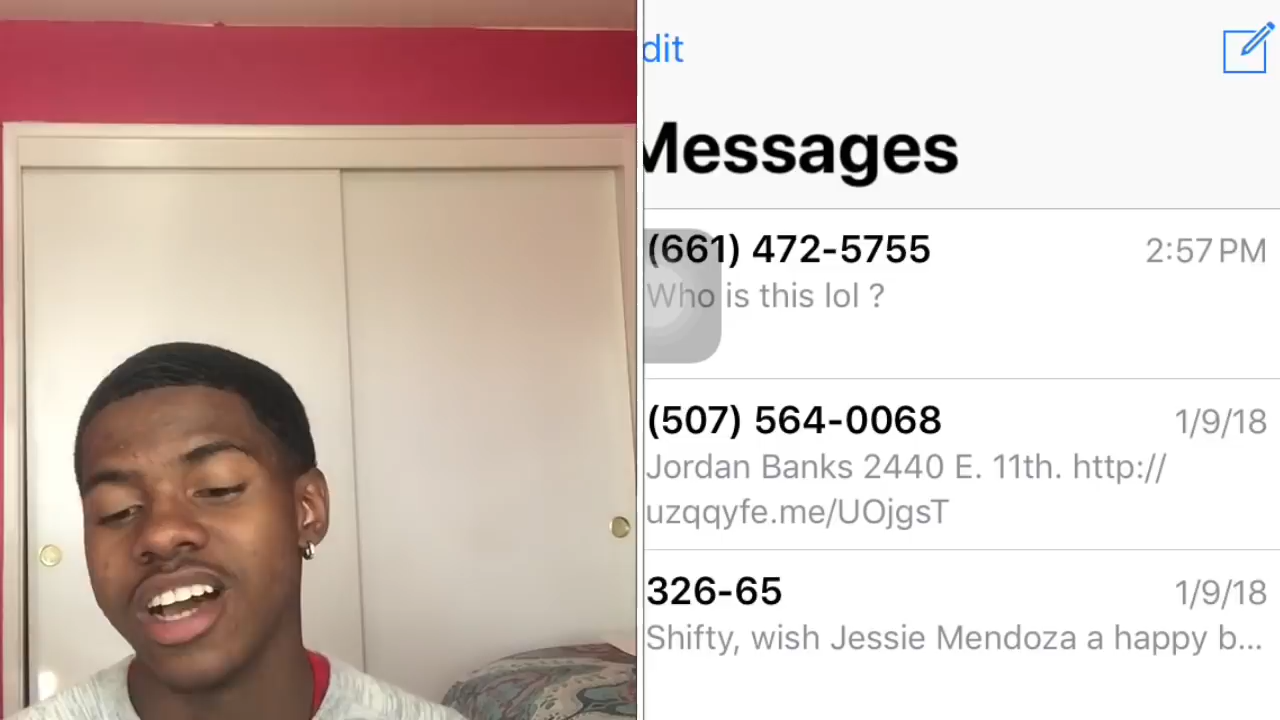 dit
Messages
(661) 472-5755 2:57 PM
Who is this lol ?
(507) 564-0068 1/9/18
Jordan Banks 2440 E. 11th. http://
uzqqyfe.me/UOjgsT
326-65 1/9/18
Shifty, wish Jessie Mendoza a happy b...